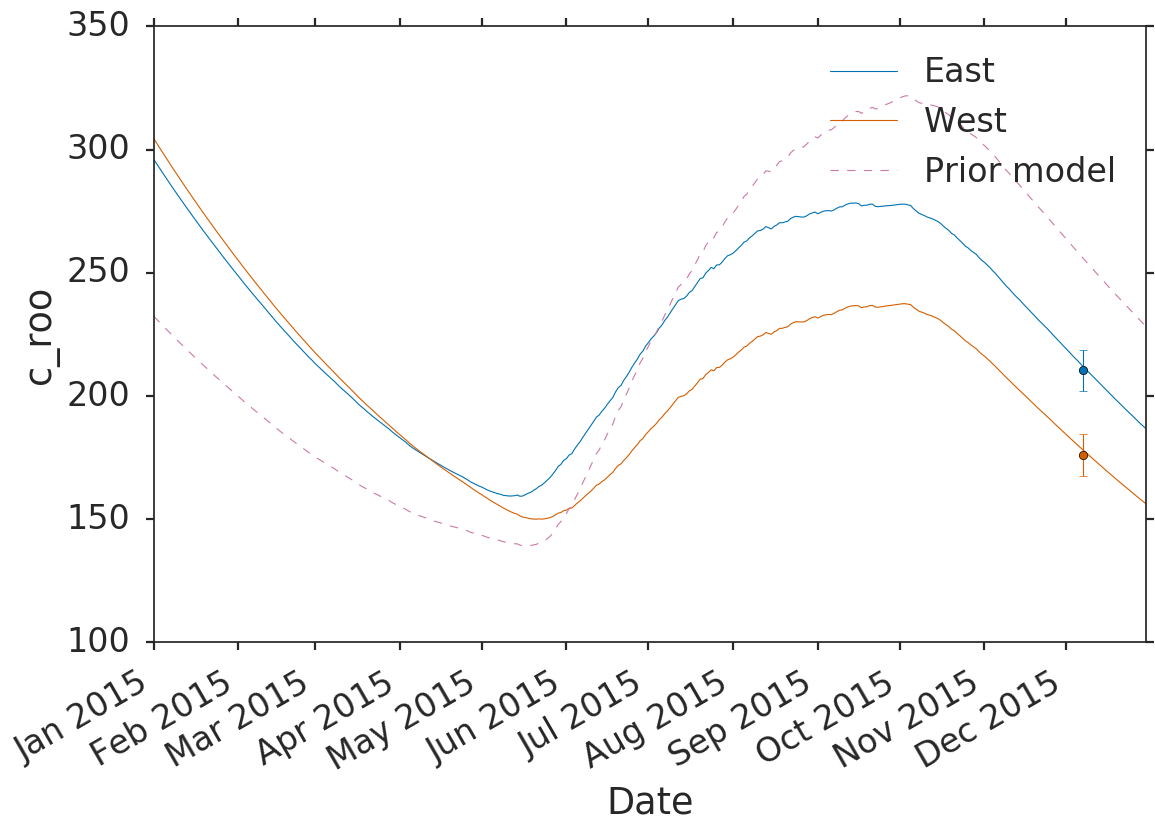 350
300
250
200
150
100
c_roo
East
West
Prior model
Jan 2015
Feb 2015
Mar 2015
Apr 2015
May 2015
Jun 2015
Jul 2015
Aug 2015
Sep 2015
Oct 2015
Nov 2015
Dec 2015
Date